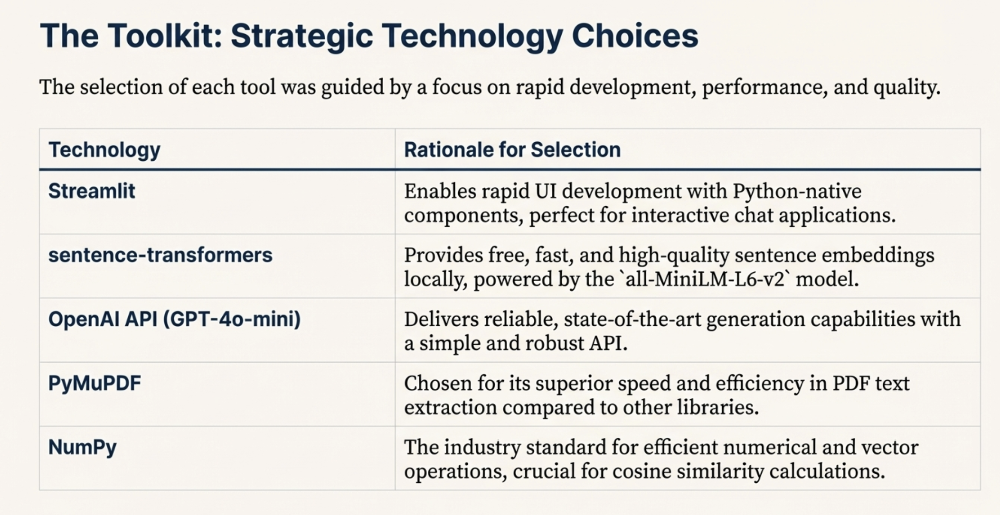 The Toolkit: Strategic Technology Choices
The selection of each tool was guided by a focus on rapid development, performance, and quality.
Technology
Rationale for Selection
Streamlit
Enables rapid UI development with Python-native
components, perfect for interactive chat applications.
sentence-transformers
Provides free, fast, and high-quality sentence embeddings
locally, powered by the `all-MiniLM-L6-v2` model.
OpenAI API (GPT-4o-mini)
Delivers reliable, state-of-the-art generation capabilities with
a simple and robust API.
PyMuPDF
Chosen for its superior speed and efficiency in PDF text
extraction compared to other libraries.
NumPy
The industry standard for efficient numerical and vector
operations, crucial for cosine similarity calculations.